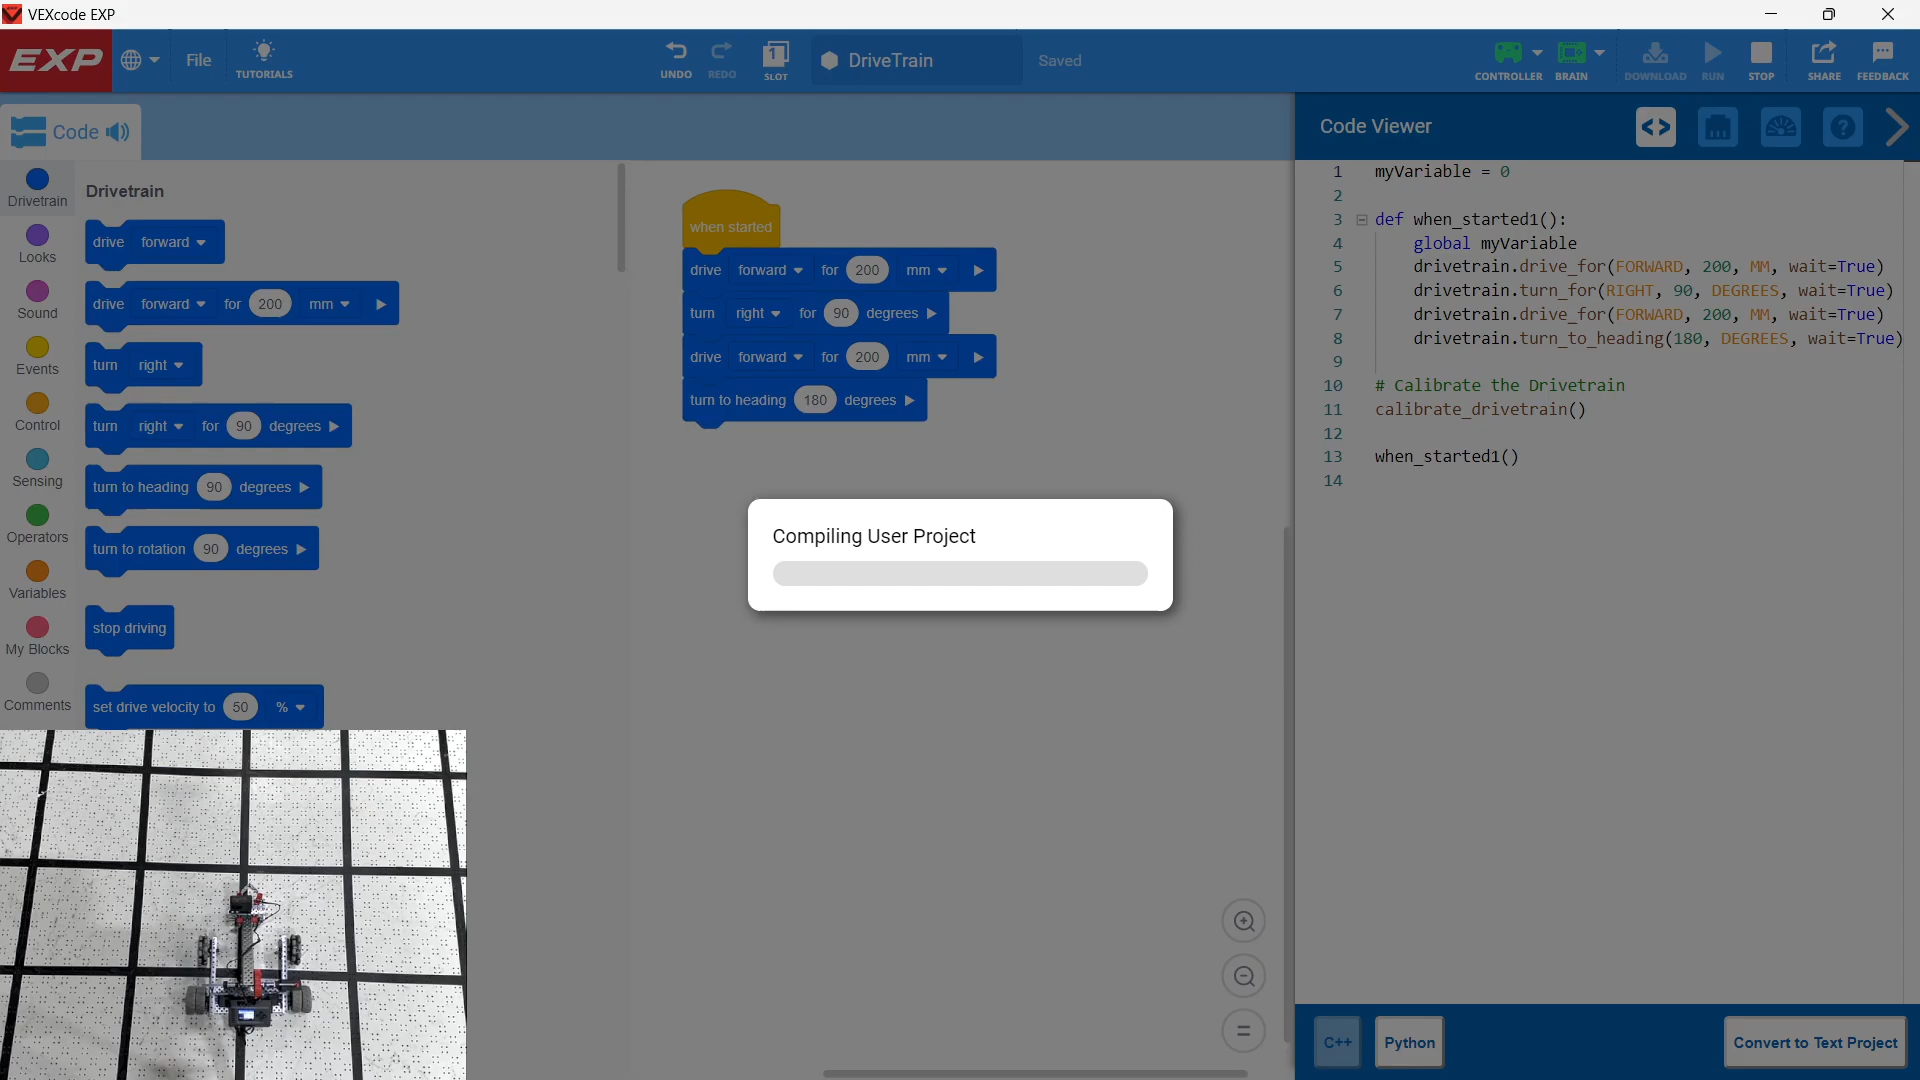 VEXcode EXP
EXP
File
TUTORIALS
UNDO
REDO
1
SLOT
DriveTrain
Saved
CONTROLLER
BRAIN
DOWNLOAD
RUN
STOP
SHARE
FEEDBACK
Code
Code Viewer
Drivetrain
Looks
Sound
Events
Control
Sensing
Operators
Variables
My Blocks
Comments
Drivetrain
drive forward
drive forward for 200 mm
turn right
turn right for 90 degrees
turn to heading 90 degrees
turn to rotation 90 degrees
stop driving
set drive velocity to 50 %
when started
drive forward for 200 mm
turn right for 90 degrees
drive forward for 200 mm
turn to heading 180 degrees
Compiling User Project
1 myVariable = 0
2
3 def when_started1():
4 global myVariable
5 drivetrain.drive_for(FORWARD, 200, MM, wait=True)
6 drivetrain.turn_for(RIGHT, 90, DEGREES, wait=True)
7 drivetrain.drive_for(FORWARD, 200, MM, wait=True)
8 drivetrain.turn_to_heading(180, DEGREES, wait=True)
9
10 # Calibrate the Drivetrain
11 calibrate_drivetrain()
12
13 when_started1()
14
C++
Python
Convert to Text Project